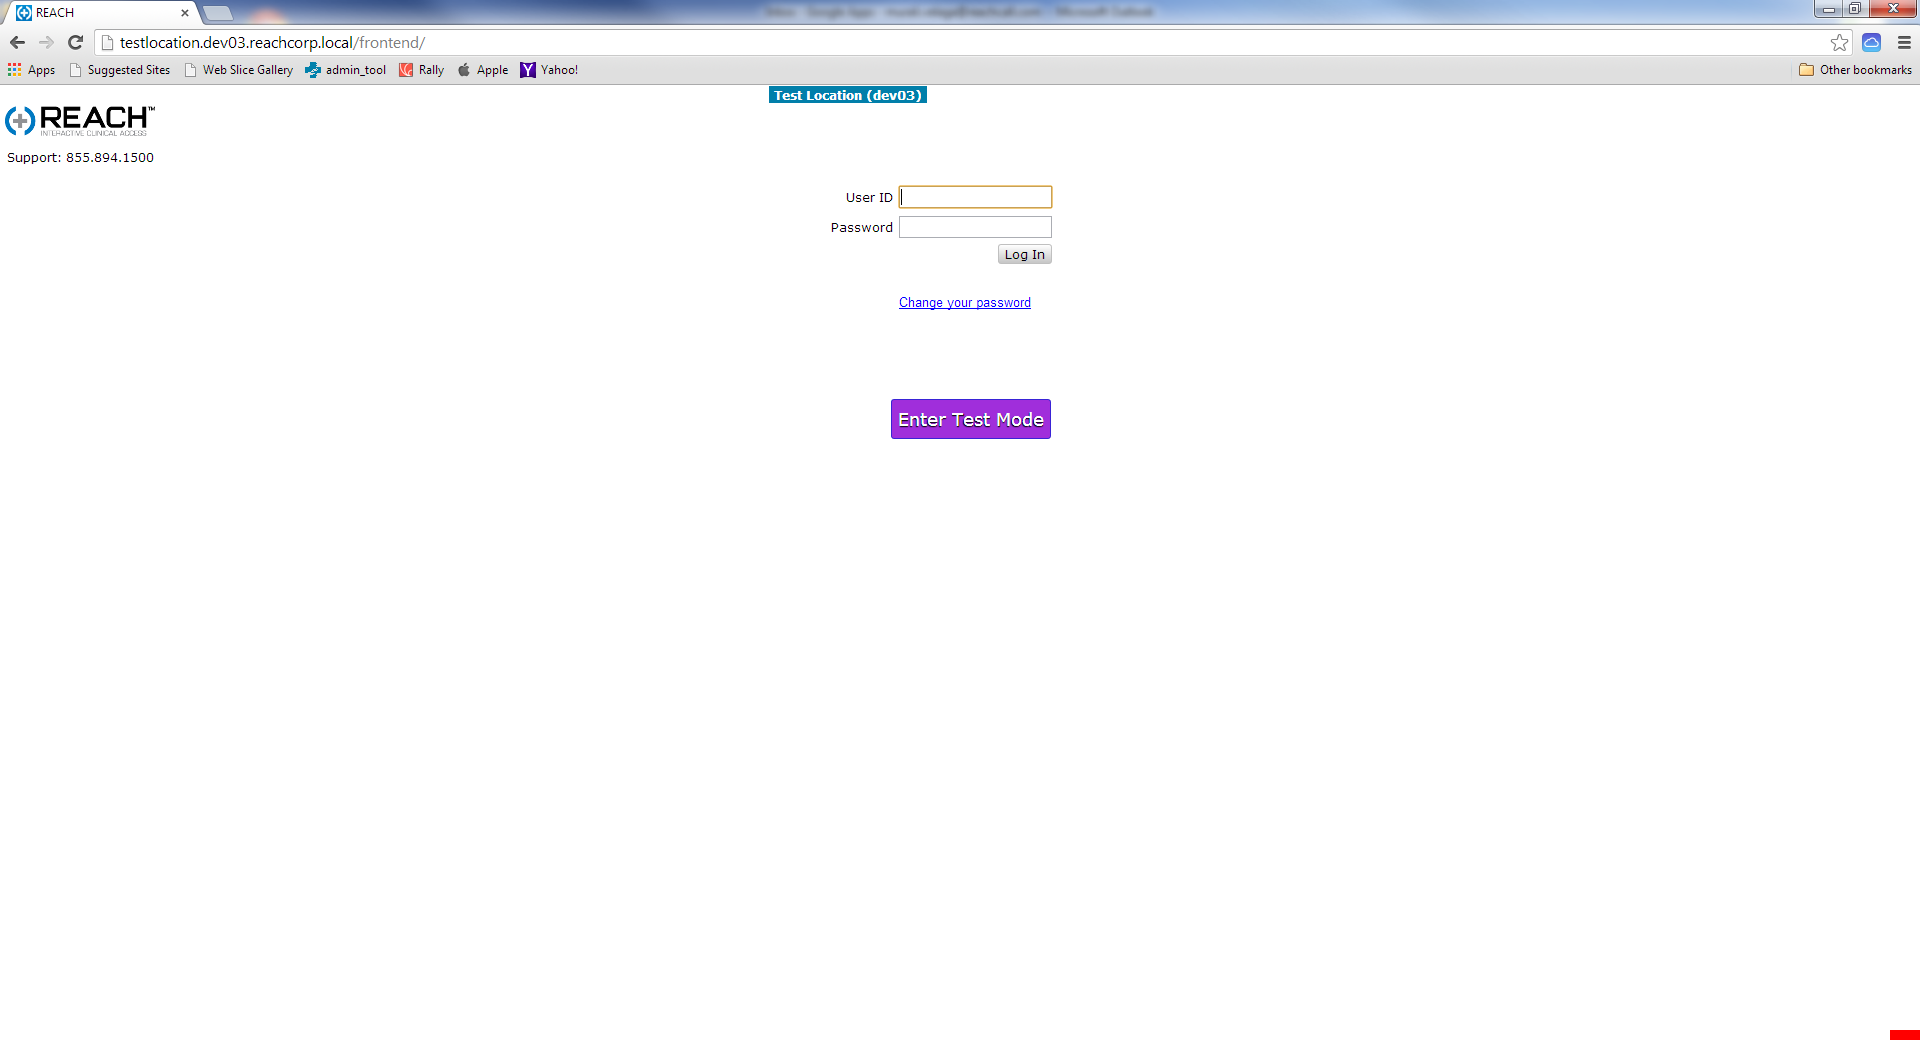 REACH
testlocation.dev03.reachcorp.local/frontend/
Apps Suggested Sites Web Slice Gallery admin_tool Rally Apple Yahoo! Other bookmarks
Test Location (dev03)
REACH™
INTERACTIVE CLINICAL ACCESS
Support: 855.894.1500
User ID
Password
Log In
Change your password
Enter Test Mode